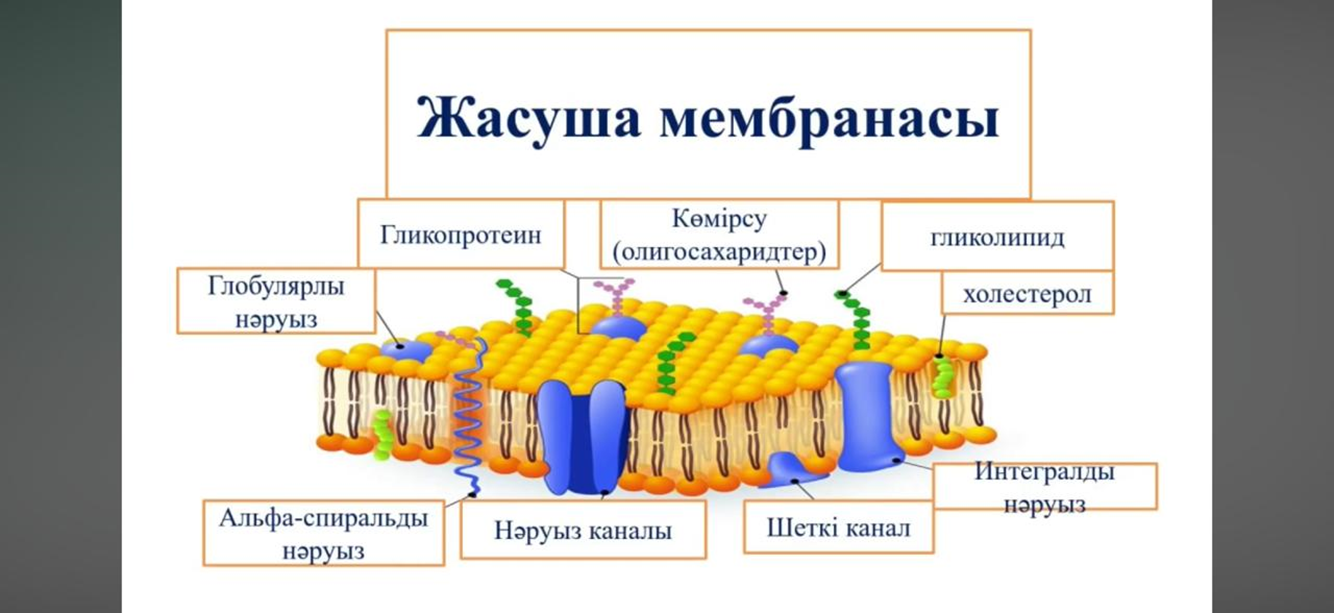 Жасуша мембранасы
Гликопротеин
Көмірсу
(олигосахаридтер)
гликолипид
Глобулярлы
нәруыз
холестерол
Интегралды
нәруыз
Альфа-спиральды
нәруыз
Нәруыз каналы
Шеткі канал